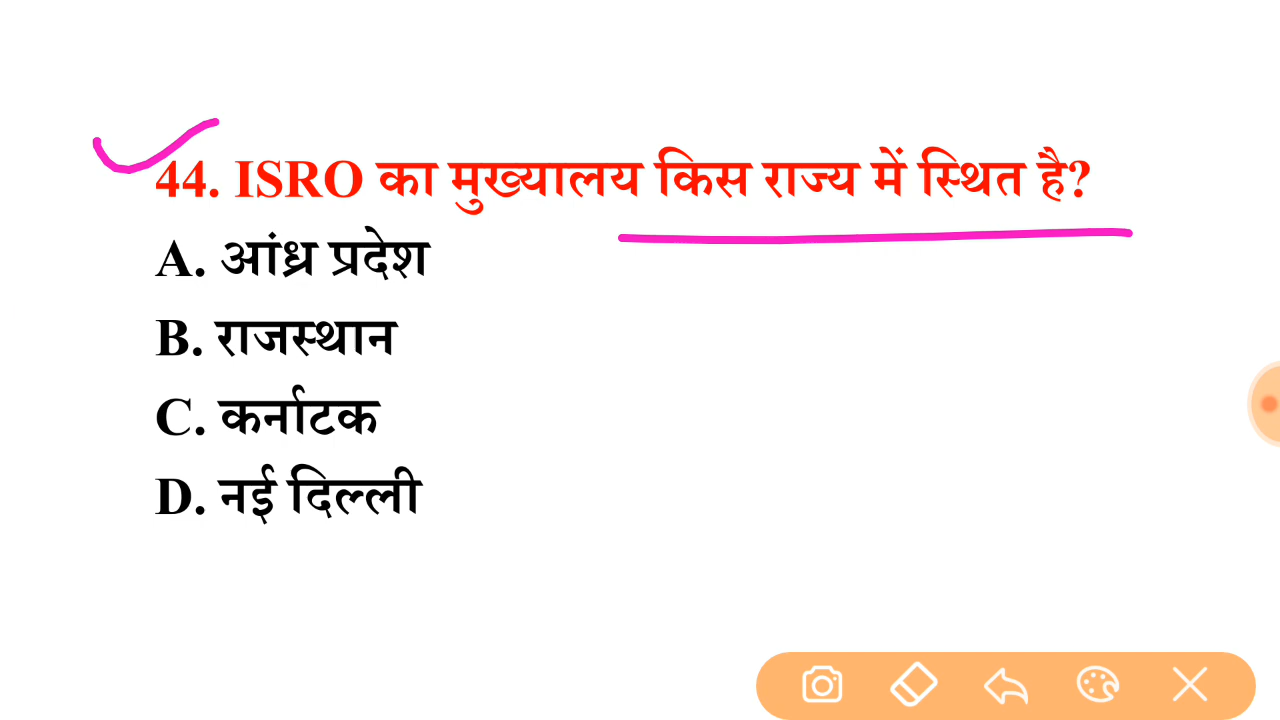 44. ISRO का मुख्यालय किस राज्य में स्थित है?
A. आंध्र प्रदेश
B. राजस्थान
C. कर्नाटक
D. नई दिल्ली